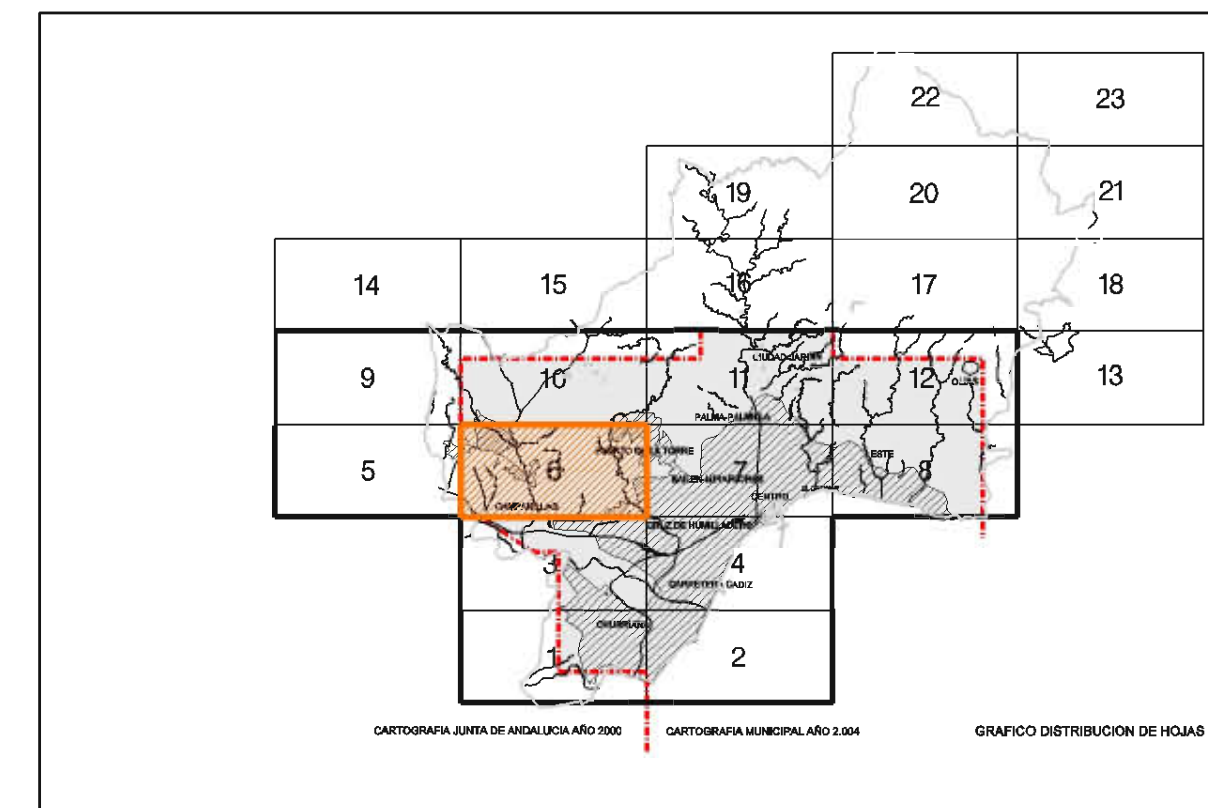 22 23
19 20 21
14 15 16 17 18
CIUDAD JARDIN
9 10 11 12 13
OLIAS
PALMA-PALMILLA
PUERTO DE LA TORRE
ESTE
5 6 7 8
BAILEN-MIRAFLORES
CENTRO
CAMPANILLAS
CRUZ DE HUMILLADERO
3 4
CARRETERA CADIZ
CHURRIANA
1 2
CARTOGRAFIA JUNTA DE ANDALUCIA AÑO 2000 CARTOGRAFIA MUNICIPAL AÑO 2.004 GRAFICO DISTRIBUCION DE HOJAS